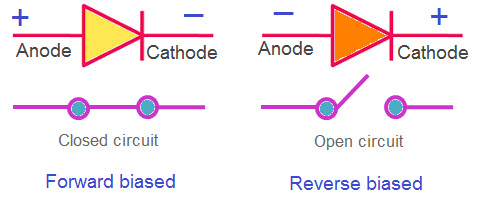 + −
Anode Cathode
Closed circuit
Forward biased
− +
Anode Cathode
Open circuit
Reverse biased